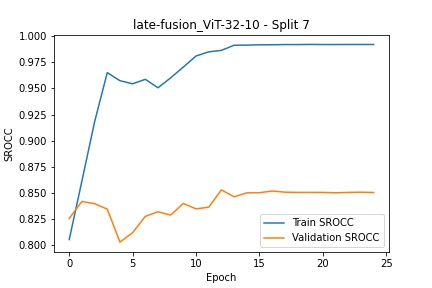 late-fusion_ViT-32-10 - Split 7
1.000
0.975
0.950
0.925
0.900
0.875
0.850
0.825
0.800
SROCC
Train SROCC
Validation SROCC
0 5 10 15 20 25
Epoch